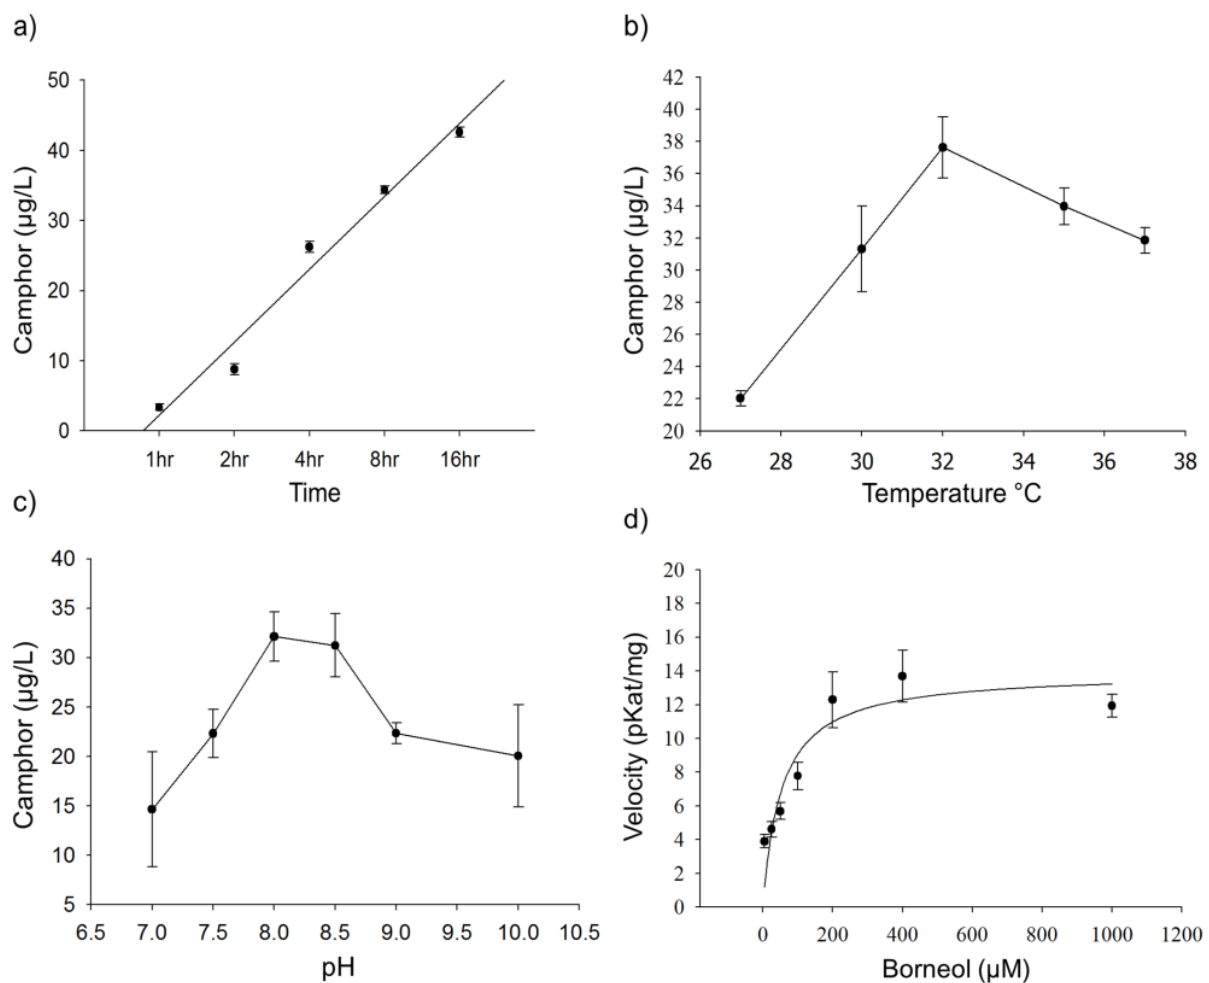 a)
Camphor (µg/L)
50
40
30
20
10
0
1hr 2hr 4hr 8hr 16hr
Time
b)
Camphor (µg/L)
42
40
38
36
34
32
30
28
26
24
22
20
26 28 30 32 34 36 38
Temperature °C
c)
Camphor (µg/L)
40
35
30
25
20
15
10
5
6.5 7.0 7.5 8.0 8.5 9.0 9.5 10.0 10.5
pH
d)
Velocity (pKat/mg)
20
18
16
14
12
10
8
6
4
2
0
0 200 400 600 800 1000 1200
Borneol (µM)